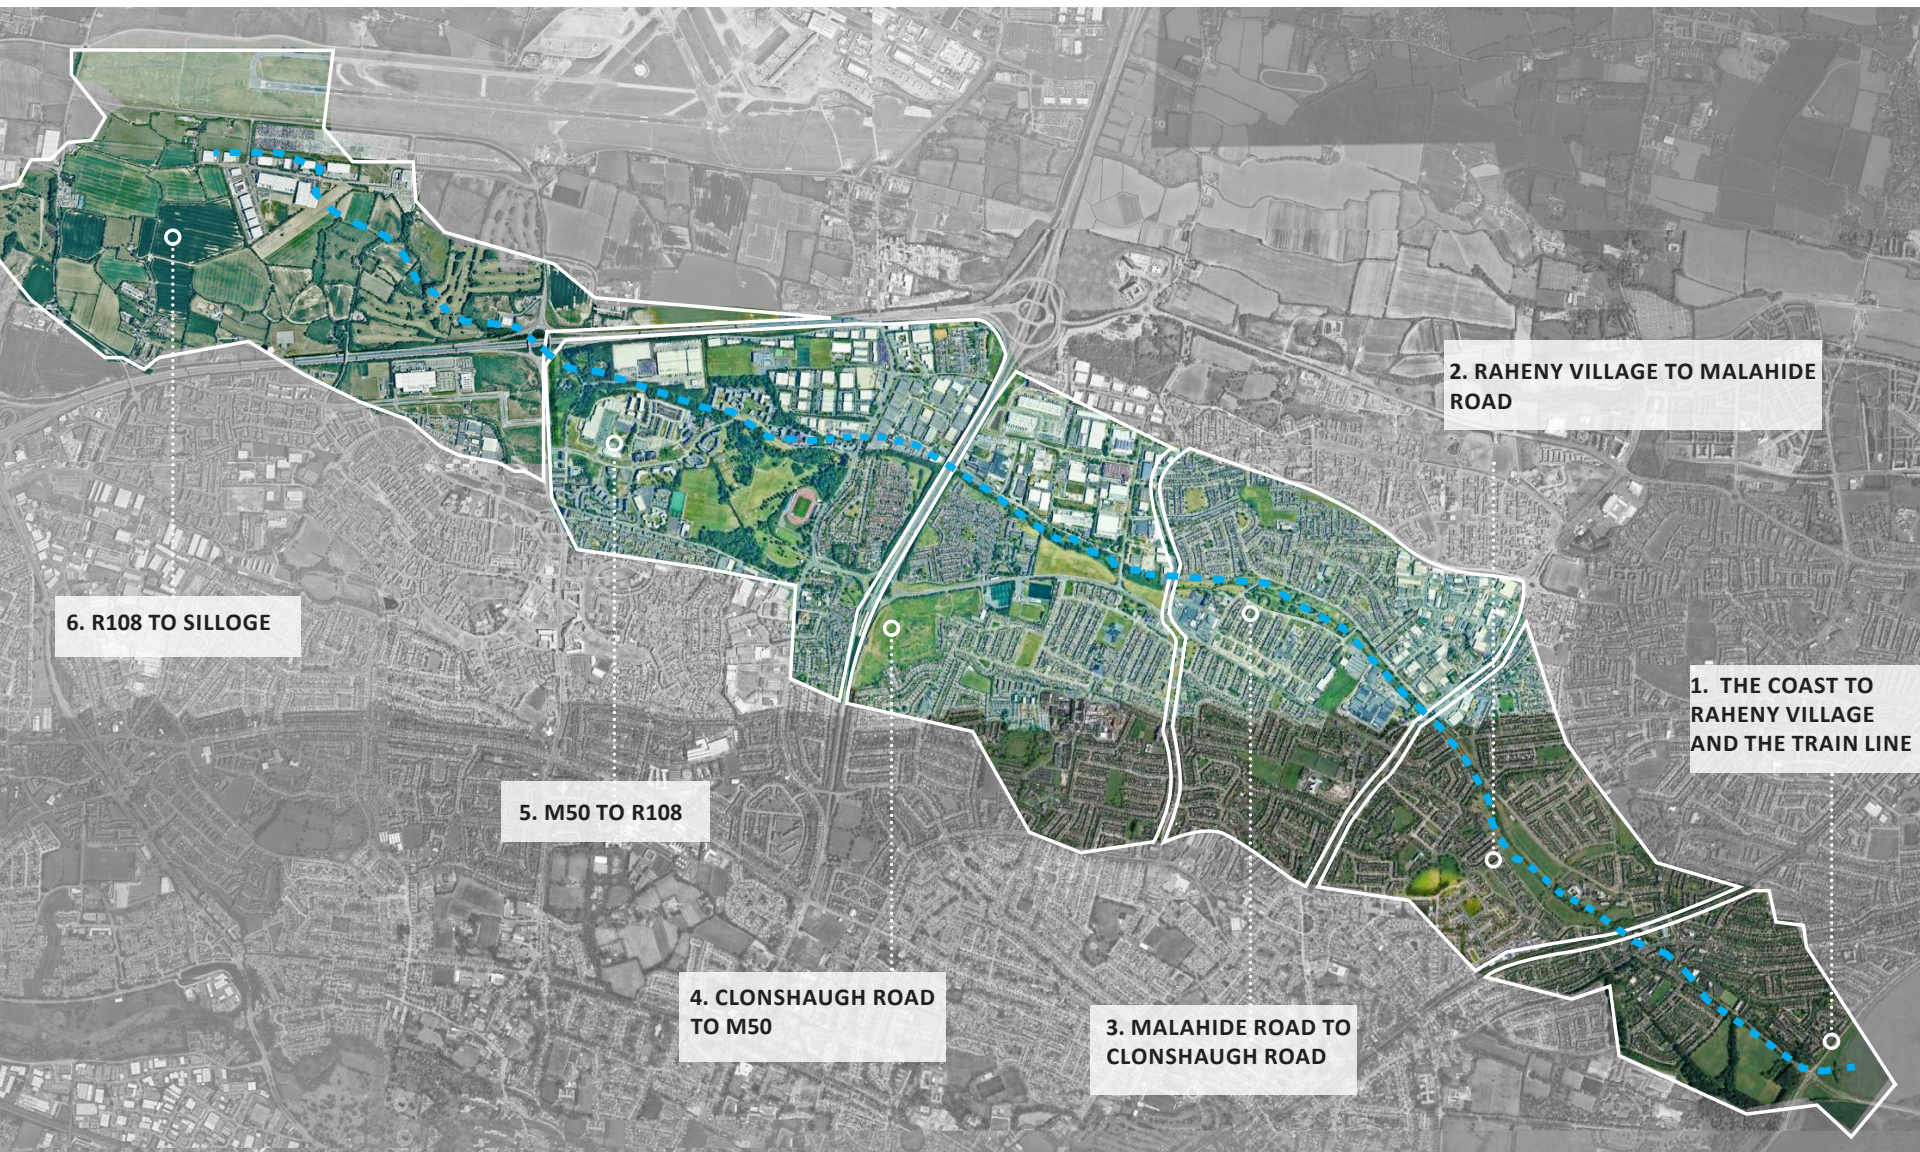 2. RAHENY VILLAGE TO MALAHIDE
ROAD
6. R108 TO SILLOGE
1. THE COAST TO
RAHENY VILLAGE
AND THE TRAIN LINE
5. M50 TO R108
4. CLONSHAUGH ROAD
TO M50
3. MALAHIDE ROAD TO
CLONSHAUGH ROAD